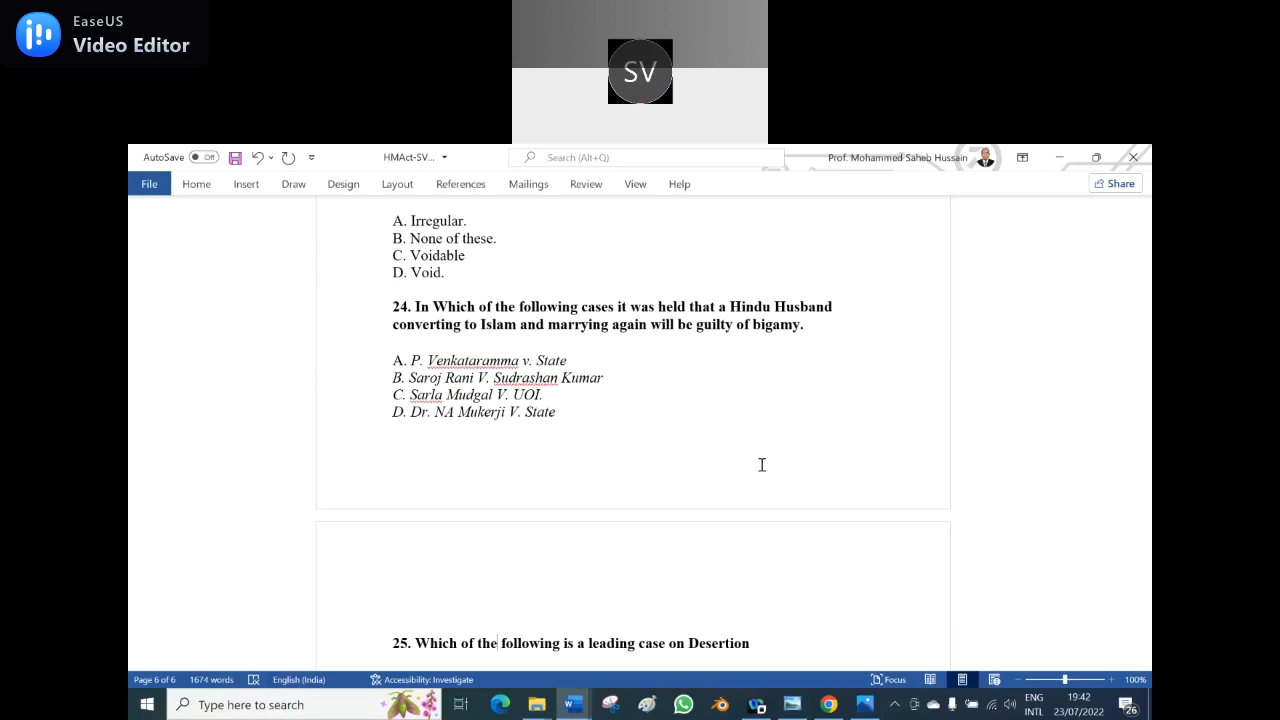 EaseUS
Video Editor
SV
AutoSave Off
HMAct-SV...
Search (Alt+Q)
Prof. Mohammed Saheb Hussain
File Home Insert Draw Design Layout References Mailings Review View Help
Share
A. Irregular.
B. None of these.
C. Voidable
D. Void.
24. In Which of the following cases it was held that a Hindu Husband
converting to Islam and marrying again will be guilty of bigamy.
A. P. Venkataramma v. State
B. Saroj Rani V. Sudrashan Kumar
C. Sarla Mudgal V. UOI.
D. Dr. NA Mukerji V. State
25. Which of the following is a leading case on Desertion
Page 6 of 6 1674 words English (India) Accessibility: Investigate Focus 100%
Type here to search
ENG
INTL
19:42
23/07/2022
26